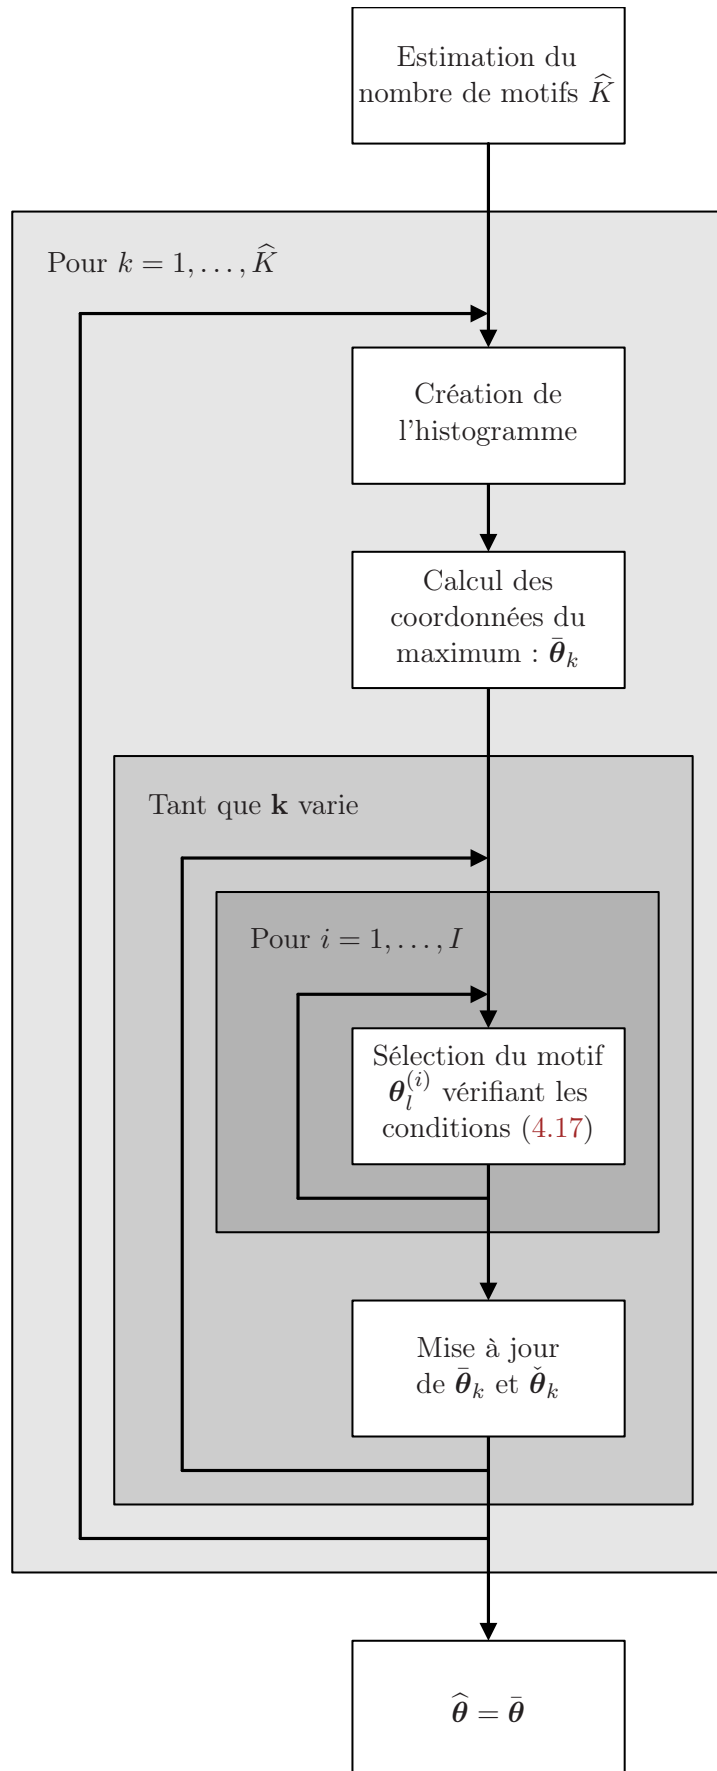 Estimation du
nombre de motifs K̂
Pour k = 1, . . . , K̂
Création de
l'histogramme
Calcul des
coordonnées du
maximum : θ̄ₖ
Tant que k varie
Pour i = 1, . . . , I
Sélection du motif
θₗ⁽ⁱ⁾ vérifiant les
conditions (4.17)
Mise à jour
de θ̄ₖ et θ̌ₖ
θ̂ = θ̄